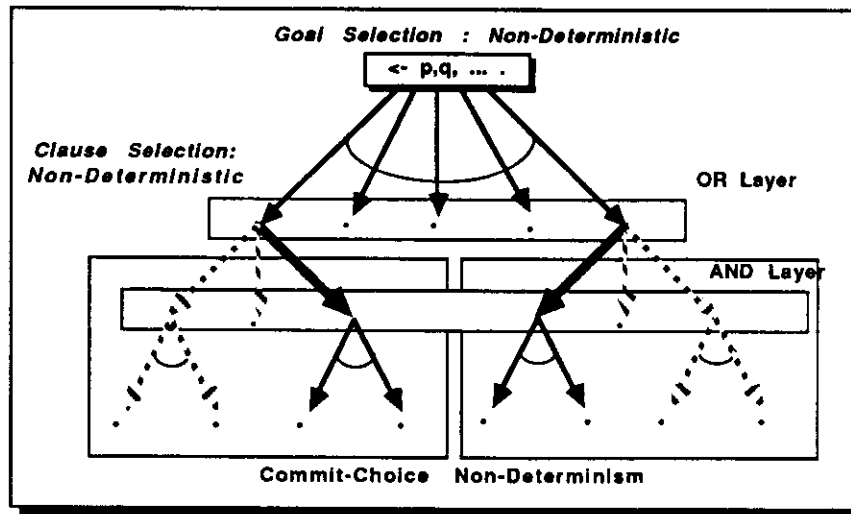 Goal Selection : Non-Deterministic
<- p,q, ... .
Clause Selection:
Non-Deterministic
OR Layer
AND Layer
Commit-Choice Non-Determinism